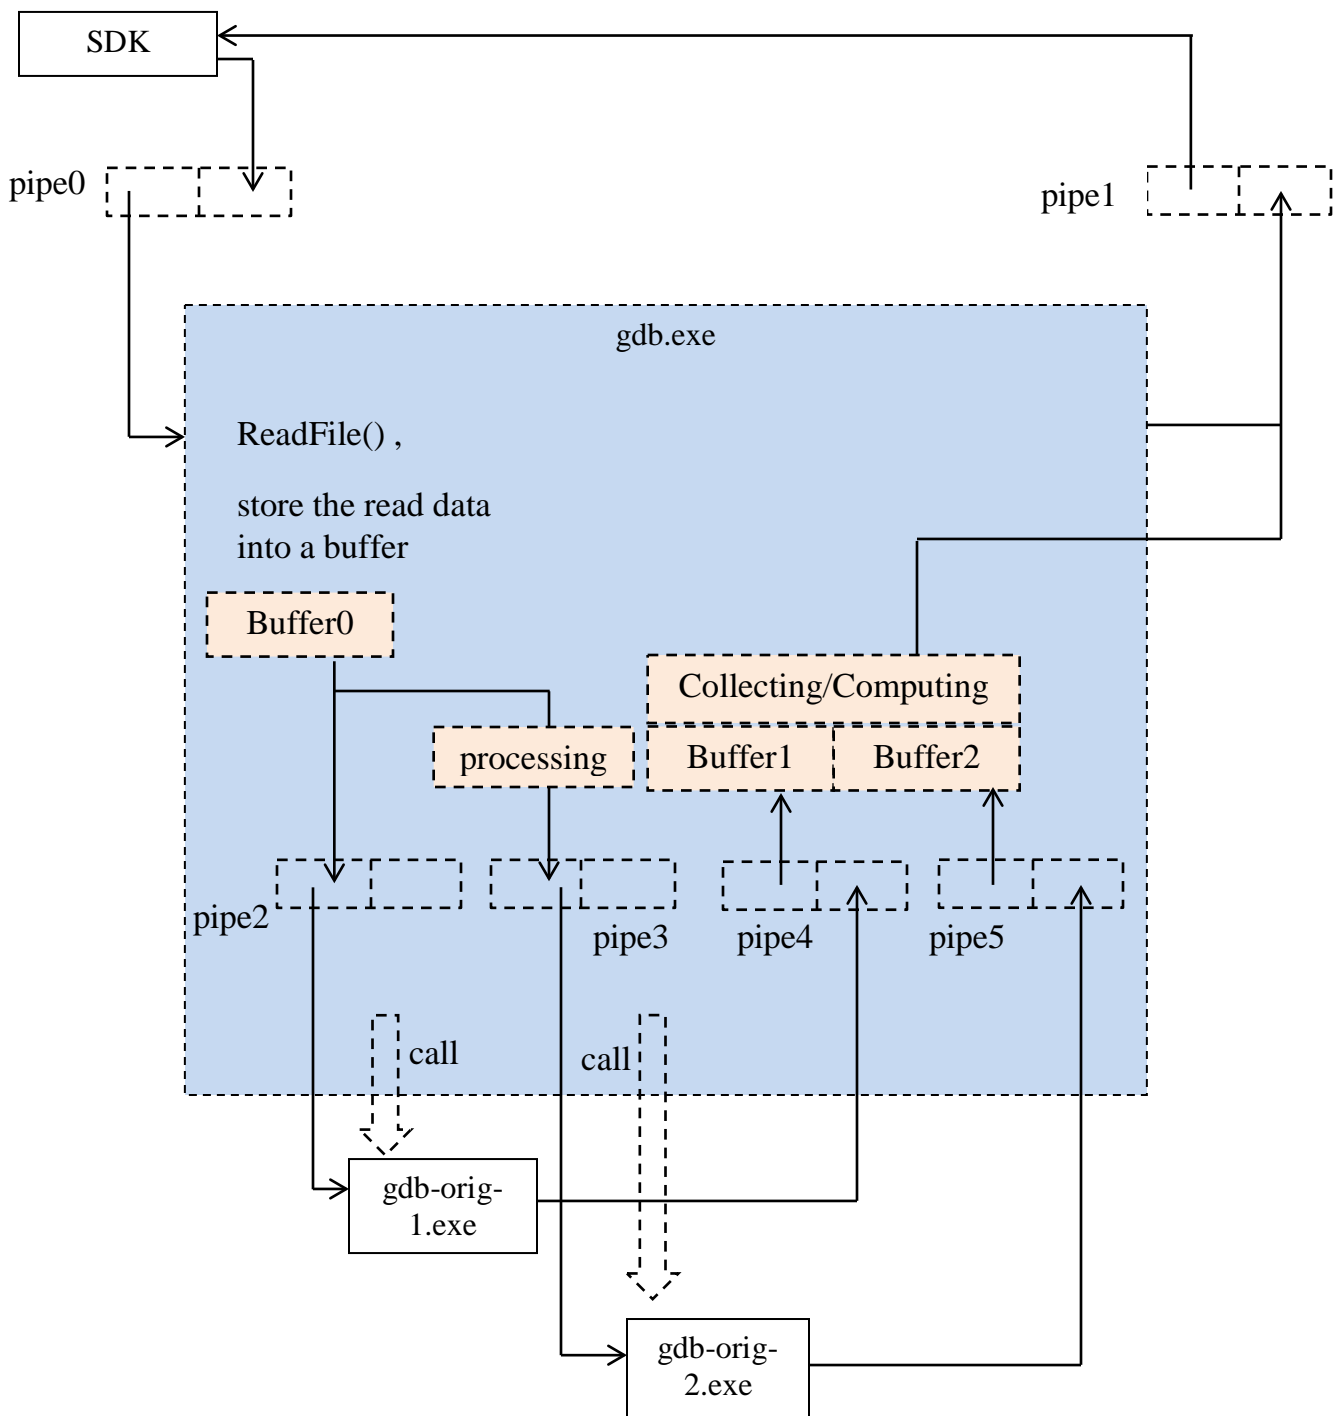 SDK
pipe0
pipe1
gdb.exe
ReadFile() ,
store the read data
into a buffer
Buffer0
Collecting/Computing
processing
Buffer1
Buffer2
pipe2
pipe3
pipe4
pipe5
call
call
gdb-orig-
1.exe
gdb-orig-
2.exe